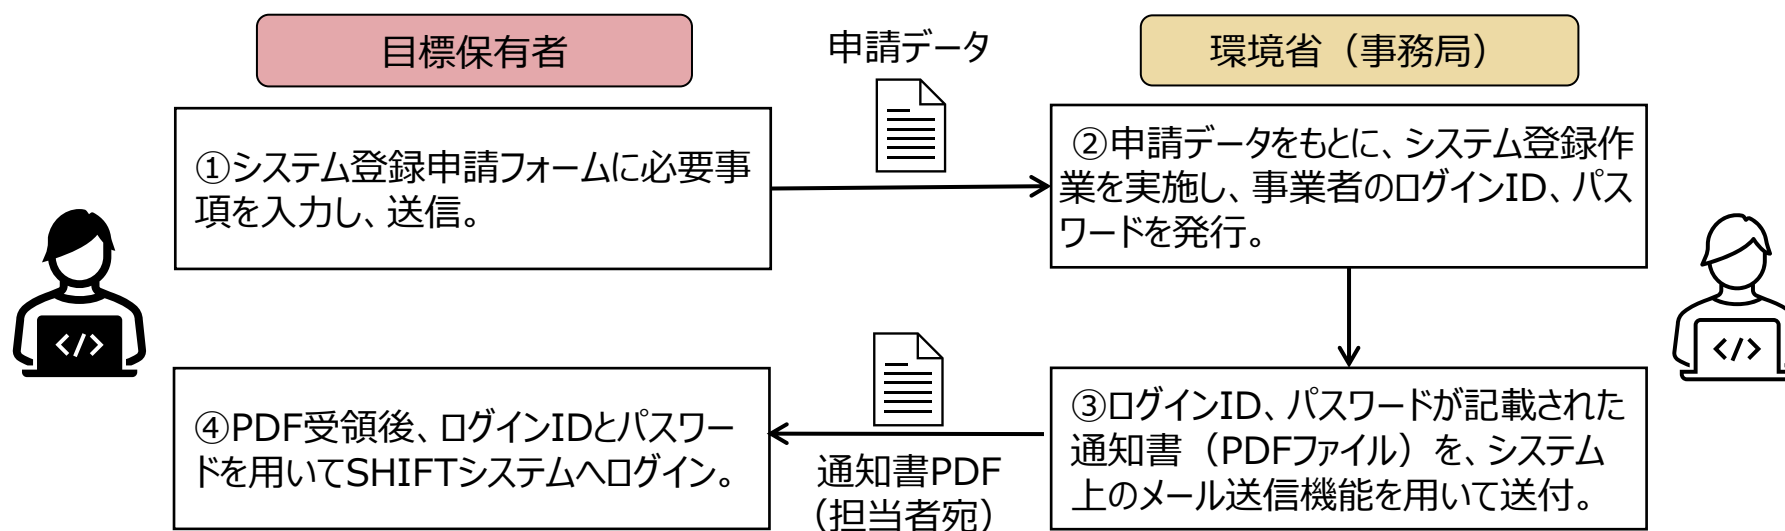 目標保有者
申請データ
環境省（事務局）
①システム登録申請フォームに必要事
項を入力し、送信。
②申請データをもとに、システム登録作
業を実施し、事業者のログインID、パス
ワードを発行。
③ログインID、パスワードが記載された
通知書（PDFファイル）を、システム
上のメール送信機能を用いて送付。
通知書PDF
（担当者宛）
④PDF受領後、ログインIDとパスワー
ドを用いてSHIFTシステムへログイン。